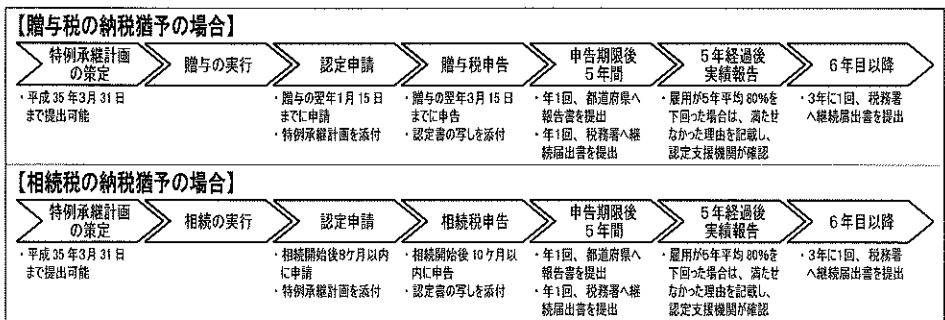 【贈与税の納税猶予の場合】
特例承継計画
の策定
贈与の実行
認定申請
贈与税申告
申告期限後
5年間
5年経過後
実績報告
6年目以降
・平成35年3月31日
まで提出可能
・贈与の翌年1月15日
までに申請
・特例承継計画を添付
・贈与の翌年3月15日
までに申告
・認定書の写しを添付
・年1回、都道府県へ
報告書を提出
・年1回、税務署へ継
続届出書を提出
・雇用が5年平均80%を
下回った場合は、満たせ
なかった理由を記載し、
認定支援機関が確認
・3年に1回、税務署
へ継続届出書を提出
【相続税の納税猶予の場合】
特例承継計画
の策定
相続の実行
認定申請
相続税申告
申告期限後
5年間
5年経過後
実績報告
6年目以降
・平成35年3月31日
まで提出可能
・相続開始後8ケ月以内
に申請
・特例承継計画を添付
・相続開始後10ケ月以
内に申告
・認定書の写しを添付
・年1回、都道府県へ
報告書を提出
・年1回、税務署へ継
続届出書を提出
・雇用が5年平均80%を
下回った場合は、満たせ
なかった理由を記載し、
認定支援機関が確認
・3年に1回、税務署
へ継続届出書を提出